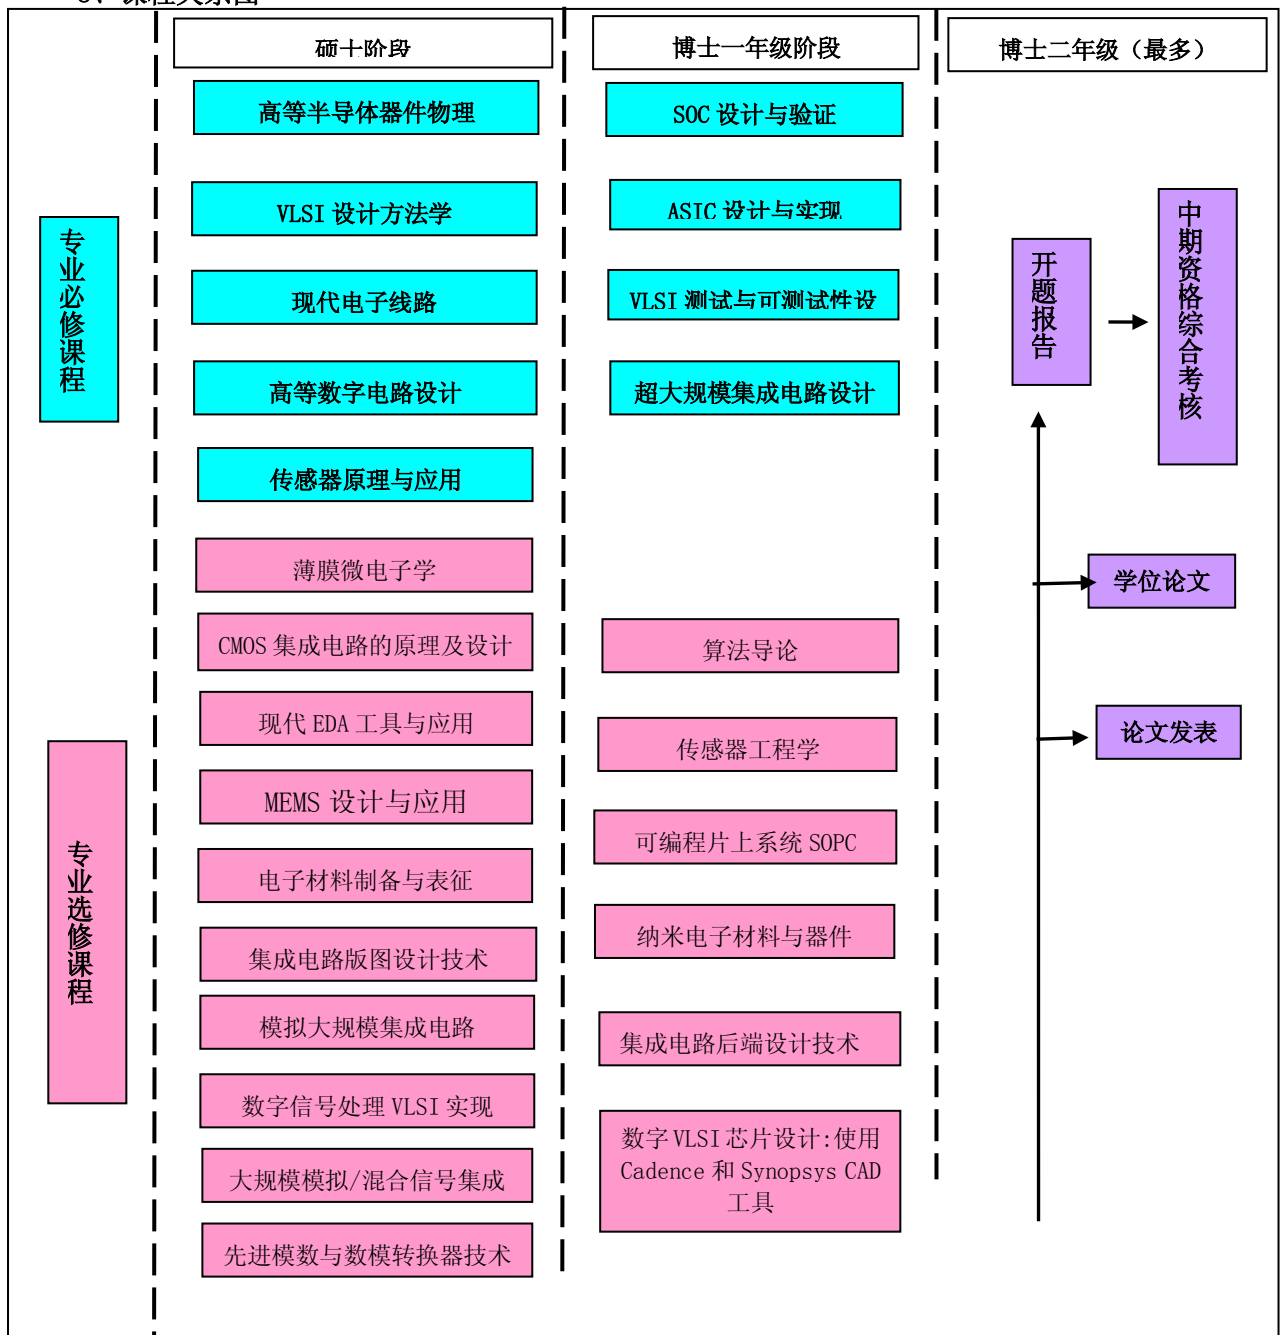 课程关系图
硕士阶段
博士一年级阶段
博士二年级（最多）
专业必修课程
高等半导体器件物理
VLSI 设计方法学
现代电子线路
高等数字电路设计
传感器原理与应用
SOC 设计与验证
ASIC 设计与实现
VLSI 测试与可测试性设
超大规模集成电路设计
开题报告
中期资格综合考核
学位论文
论文发表
专业选修课程
薄膜微电子学
CMOS 集成电路的原理及设计
现代 EDA 工具与应用
MEMS 设计与应用
电子材料制备与表征
集成电路版图设计技术
模拟大规模集成电路
数字信号处理 VLSI 实现
大规模模拟/混合信号集成
先进模数与数模转换器技术
算法导论
传感器工程学
可编程片上系统 SOPC
纳米电子材料与器件
集成电路后端设计技术
数字 VLSI 芯片设计:使用
Cadence 和 Synopsys CAD
工具